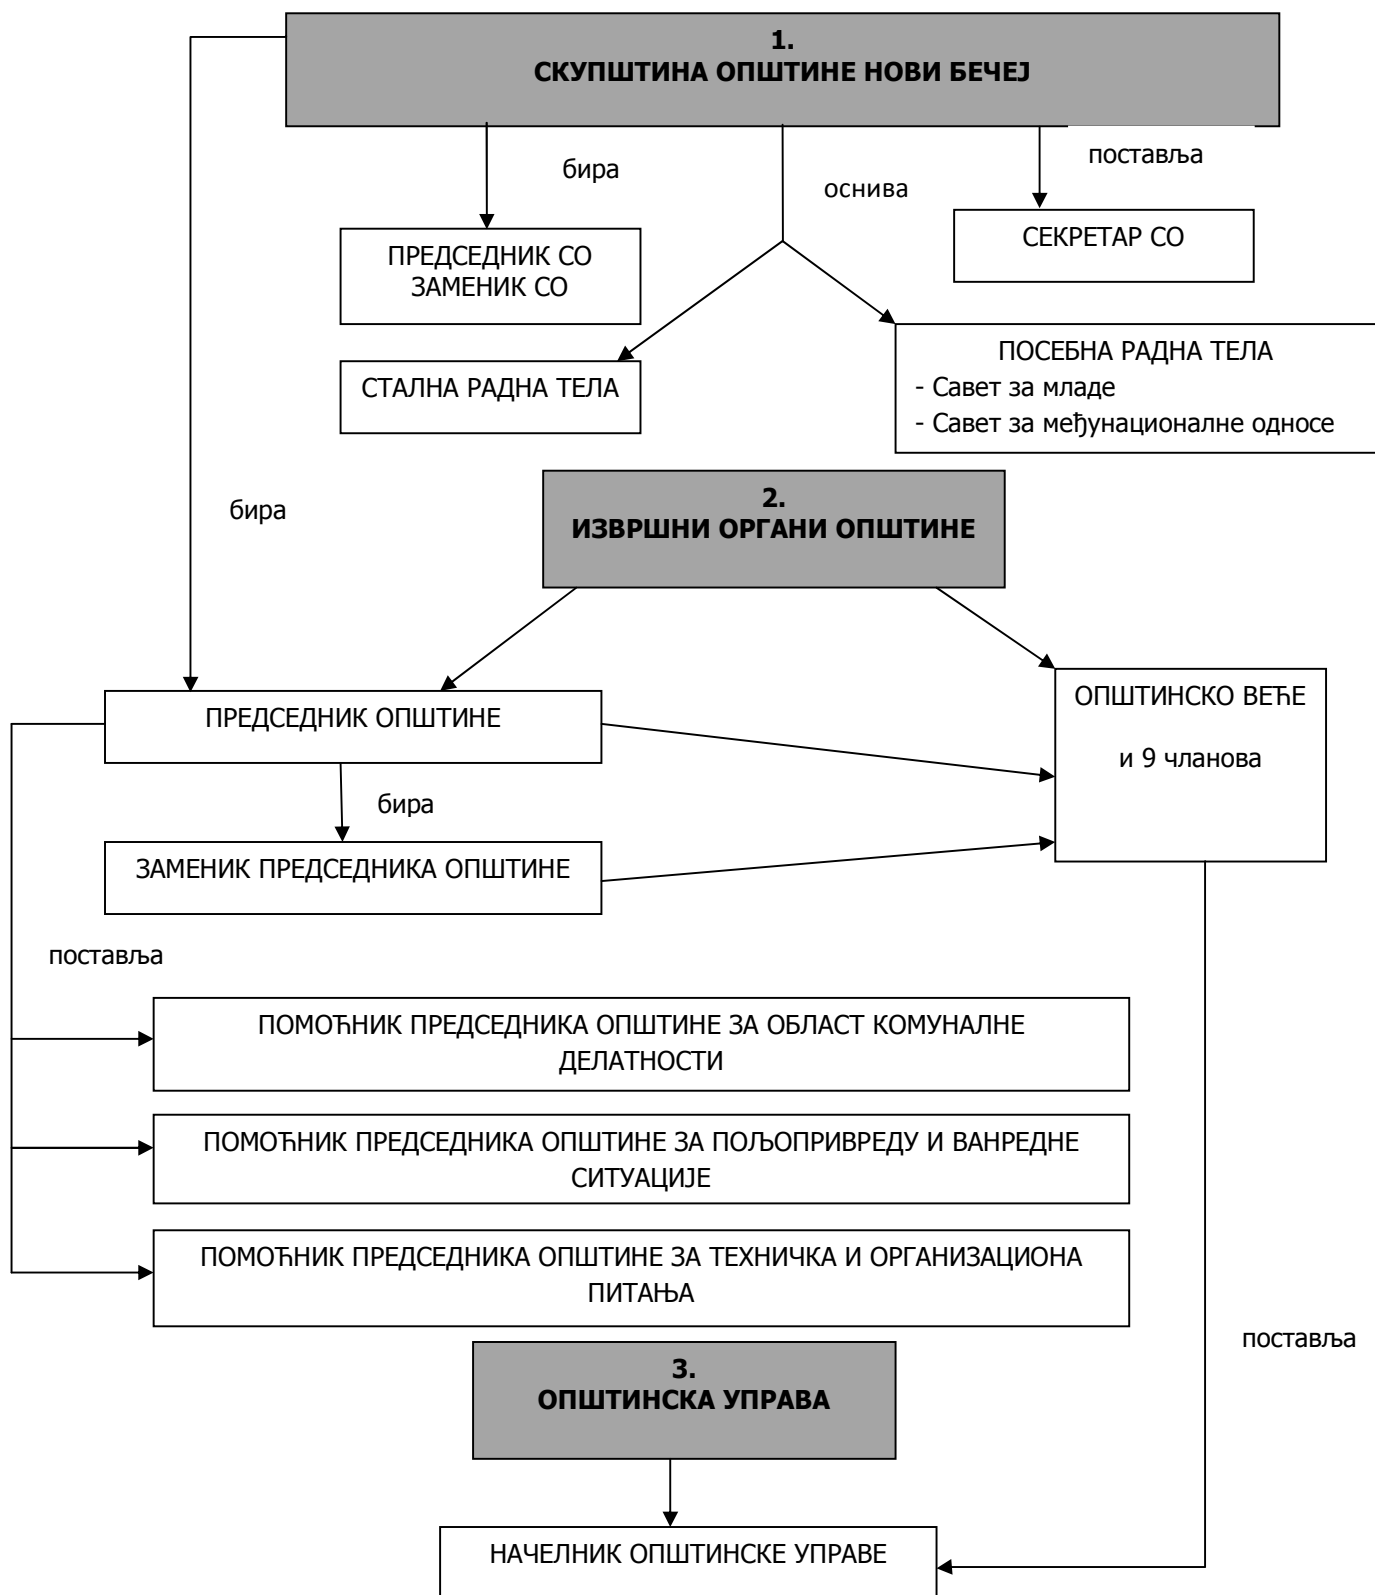 1.
СКУПШТИНА ОПШТИНЕ НОВИ БЕЧЕЈ
бира
оснива
поставља
ПРЕДСЕДНИК СО
ЗАМЕНИК СО
СЕКРЕТАР СО
СТАЛНА РАДНА ТЕЛА
ПОСЕБНА РАДНА ТЕЛА
- Савет за младе
- Савет за међунационалне односе
бира
2.
ИЗВРШНИ ОРГАНИ ОПШТИНЕ
ПРЕДСЕДНИК ОПШТИНЕ
ОПШТИНСКО ВЕЋЕ
и 9 чланова
бира
ЗАМЕНИК ПРЕДСЕДНИКА ОПШТИНЕ
поставља
ПОМОЋНИК ПРЕДСЕДНИКА ОПШТИНЕ ЗА ОБЛАСТ КОМУНАЛНЕ
ДЕЛАТНОСТИ
ПОМОЋНИК ПРЕДСЕДНИКА ОПШТИНЕ ЗА ПОЉОПРИВРЕДУ И ВАНРЕДНЕ
СИТУАЦИЈЕ
ПОМОЋНИК ПРЕДСЕДНИКА ОПШТИНЕ ЗА ТЕХНИЧКА И ОРГАНИЗАЦИОНА
ПИТАЊА
поставља
3.
ОПШТИНСКА УПРАВА
НАЧЕЛНИК ОПШТИНСКЕ УПРАВЕ